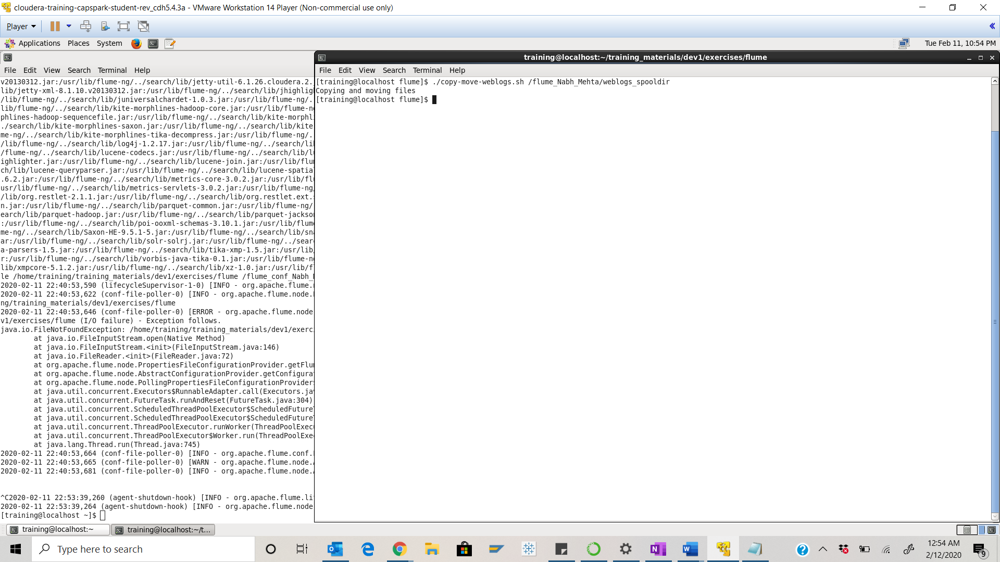 cloudera-training-capspark-student-rev_cdh5.4.3a - VMware Workstation 14 Player (Non-commercial use only)
Player
Applications Places System
Tue Feb 11, 10:54 PM
File Edit View Search Terminal Help
v20130312.jar:/usr/lib/flume-ng/../search/lib/jetty-util-6.1.26.cloudera.2.
lib/jetty-xml-8.1.10.v20130312.jar:/usr/lib/flume-ng/../search/lib/jhighligh
/lib/flume-ng/../search/lib/juniversalchardet-1.0.3.jar:/usr/lib/flume-ng/.
lib/flume-ng/../search/lib/kite-morphlines-hadoop-core.jar:/usr/lib/flume-n
phlines-hadoop-sequencefile.jar:/usr/lib/flume-ng/../search/lib/kite-morphl
./search/lib/kite-morphlines-saxon.jar:/usr/lib/flume-ng/../search/lib/kite
me-ng/../search/lib/kite-morphlines-tika-decompress.jar:/usr/lib/flume-ng/.
/lib/flume-ng/../search/lib/log4j-1.2.17.jar:/usr/lib/flume-ng/../search/li
/flume-ng/../search/lib/lucene-codecs.jar:/usr/lib/flume-ng/../search/lib/l
ighlighter.jar:/usr/lib/flume-ng/../search/lib/lucene-join.jar:/usr/lib/flu
ch/lib/lucene-queryparser.jar:/usr/lib/flume-ng/../search/lib/lucene-spatia
.6.2.jar:/usr/lib/flume-ng/../search/lib/metrics-core-3.0.2.jar:/usr/lib/fl
usr/lib/flume-ng/../search/lib/metrics-servlets-3.0.2.jar:/usr/lib/flume-ng
/lib/org.restlet-2.1.1.jar:/usr/lib/flume-ng/../search/lib/org.restlet.ext.
n.jar:/usr/lib/flume-ng/../search/lib/parquet-common.jar:/usr/lib/flume-ng/
earch/lib/parquet-hadoop.jar:/usr/lib/flume-ng/../search/lib/parquet-jackso
:/usr/lib/flume-ng/../search/lib/poi-ooxml-schemas-3.10.1.jar:/usr/lib/flum
me-ng/../search/lib/Saxon-HE-9.5.1-5.jar:/usr/lib/flume-ng/../search/lib/sn
ar:/usr/lib/flume-ng/../search/lib/solr-solrj.jar:/usr/lib/flume-ng/../sear
a-parsers-1.5.jar:/usr/lib/flume-ng/../search/lib/tika-xmp-1.5.jar:/usr/lib/
r:/usr/lib/flume-ng/../search/lib/vorbis-java-tika-0.1.jar:/usr/lib/flume-n
lib/xmpcore-5.1.2.jar:/usr/lib/flume-ng/../search/lib/xz-1.0.jar:/usr/lib/f
le /home/training/training_materials/dev1/exercises/flume /flume_conf_Nabh_
2020-02-11 22:40:53,590 (lifecycleSupervisor-1-0) [INFO - org.apache.flume.
2020-02-11 22:40:53,622 (conf-file-poller-0) [INFO - org.apache.flume.node.
ng/training_materials/dev1/exercises/flume
2020-02-11 22:40:53,646 (conf-file-poller-0) [ERROR - org.apache.flume.node
v1/exercises/flume (I/O failure) - Exception follows.
java.io.FileNotFoundException: /home/training/training_materials/dev1/exerc
at java.io.FileInputStream.open(Native Method)
at java.io.FileInputStream.<init>(FileInputStream.java:146)
at java.io.FileReader.<init>(FileReader.java:72)
at org.apache.flume.node.PropertiesFileConfigurationProvider.getFlu
at org.apache.flume.node.AbstractConfigurationProvider.getConfigura
at org.apache.flume.node.PollingPropertiesFileConfigurationProvider
at java.util.concurrent.Executors$RunnableAdapter.call(Executors.jav
at java.util.concurrent.FutureTask.runAndReset(FutureTask.java:304)
at java.util.concurrent.ScheduledThreadPoolExecutor$ScheduledFuture
at java.util.concurrent.ScheduledThreadPoolExecutor$ScheduledFuture
at java.util.concurrent.ThreadPoolExecutor.runWorker(ThreadPoolExec
at java.util.concurrent.ThreadPoolExecutor$Worker.run(ThreadPoolExe
at java.lang.Thread.run(Thread.java:745)
2020-02-11 22:40:53,664 (conf-file-poller-0) [INFO - org.apache.flume.conf.
2020-02-11 22:40:53,665 (conf-file-poller-0) [WARN - org.apache.flume.node.
2020-02-11 22:40:53,681 (conf-file-poller-0) [INFO - org.apache.flume.node.
^C2020-02-11 22:53:39,260 (agent-shutdown-hook) [INFO - org.apache.flume.li
2020-02-11 22:53:39,264 (agent-shutdown-hook) [INFO - org.apache.flume.node
[training@localhost ~]$
training@localhost:~/training_materials/dev1/exercises/flume
File Edit View Search Terminal Help
[training@localhost flume]$ ./copy-move-weblogs.sh /flume_Nabh_Mehta/weblogs_spooldir
Copying and moving files
[training@localhost flume]$
training@localhost:~
training@localhost:~/t...
Type here to search
12:54 AM
2/12/2020
9